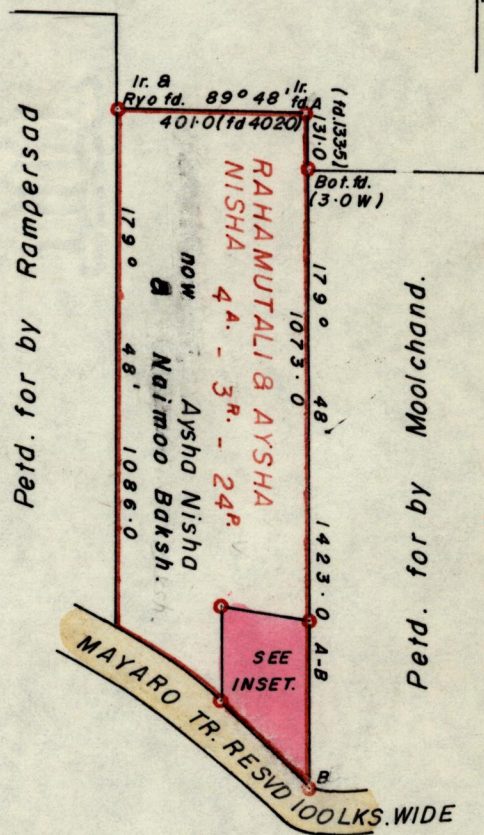 Ir. &
Ryo fd. 89° 48' Ir. fd. A
401.0 (fd 402.0)
131.0
(fd. 133.5)
Bot. fd.
(3.0 W)
Petd. for by Rampersad
179° 48' 1086.0
RAHAMUTALI & AYSHA
NISHA 4A. - 3R. - 24P.
now Aysha Nisha
& Naimoo Baksh.
179° 48' 1423.0 A-B
1073.0
Petd. for by Moolchand.
SEE
INSET.
B
MAYARO TR. RESVD 100 LKS. WIDE